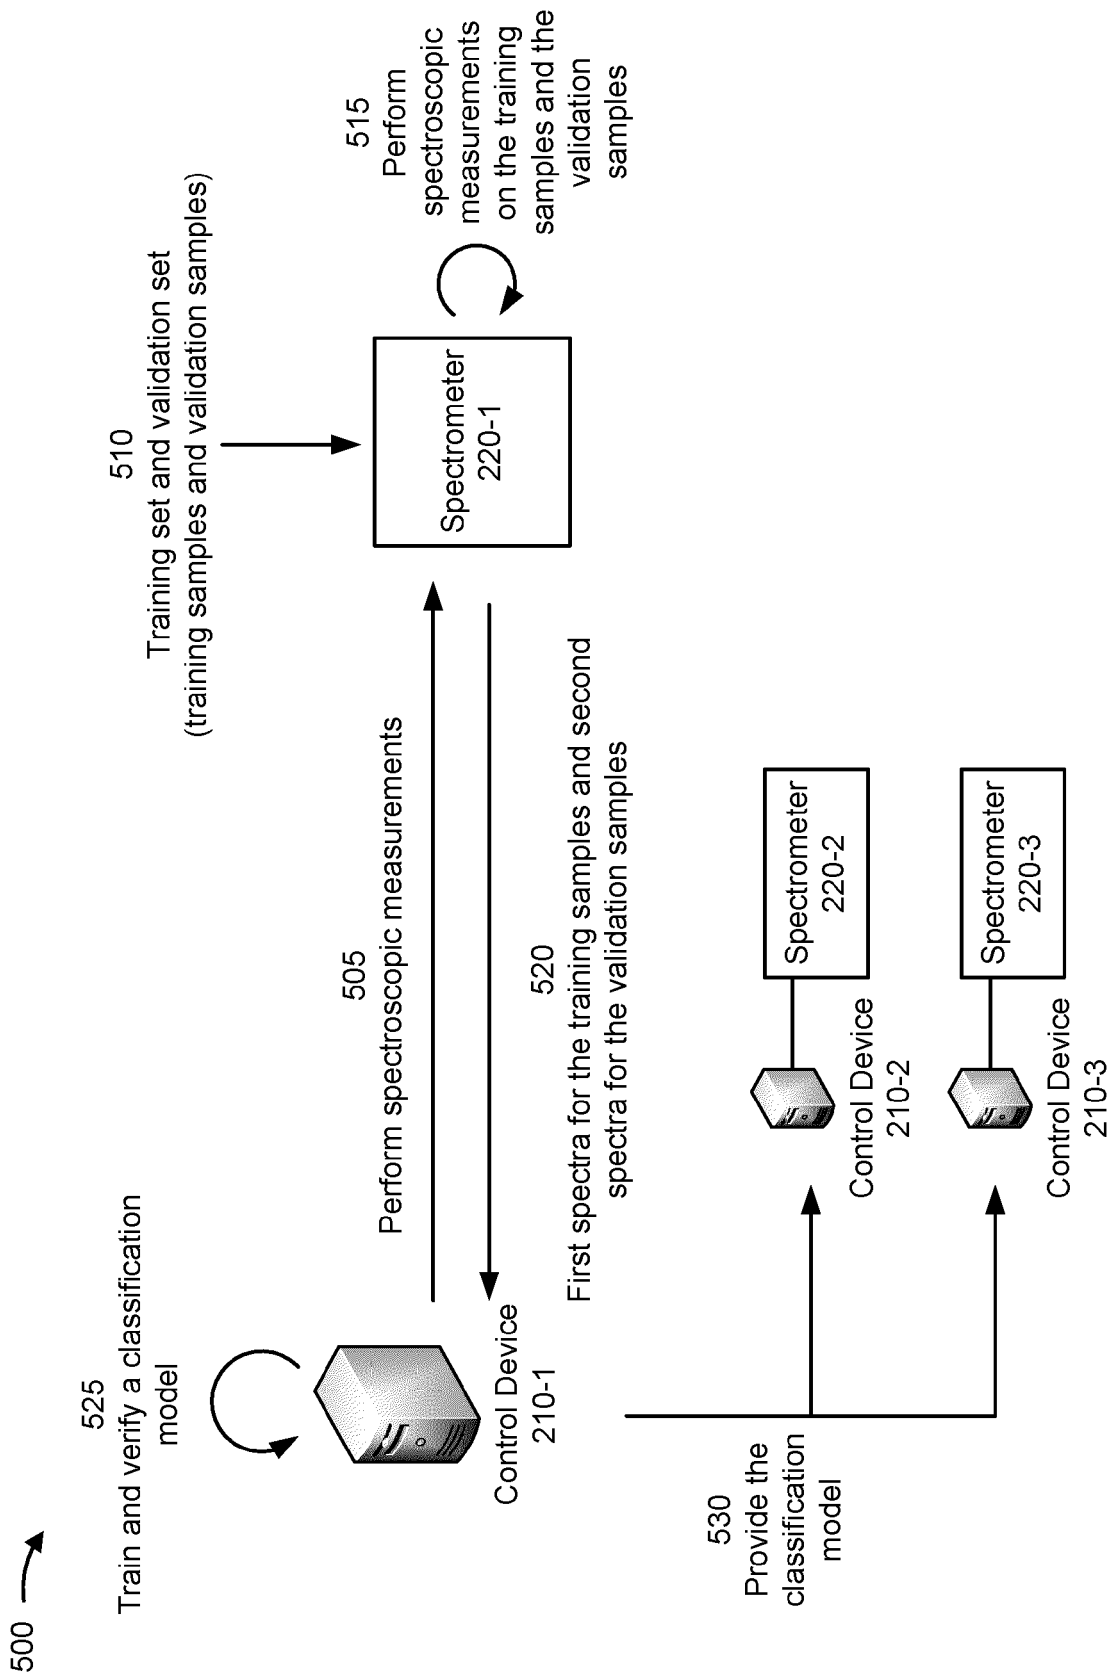 500
525
Train and verify a classification
model
Control Device
210-1
505
Perform spectroscopic measurements
510
Training set and validation set
(training samples and validation samples)
Spectrometer
220-1
515
Perform
spectroscopic
measurements
on the training
samples and the
validation
samples
520
First spectra for the training samples and second
spectra for the validation samples
530
Provide the
classification
model
Control Device
210-2
Spectrometer
220-2
Control Device
210-3
Spectrometer
220-3